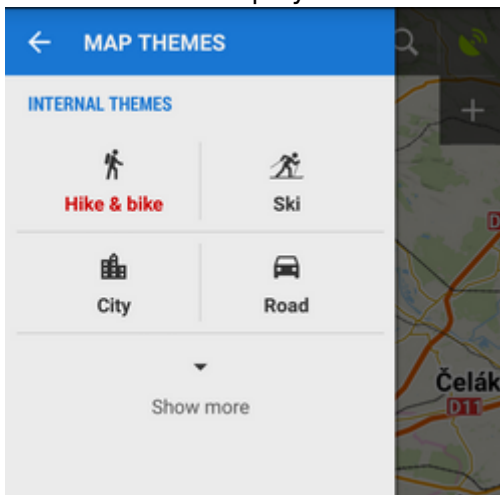 MAP THEMES
INTERNAL THEMES
Hike & bike
Ski
City
Road
Show more
Čelák
D11